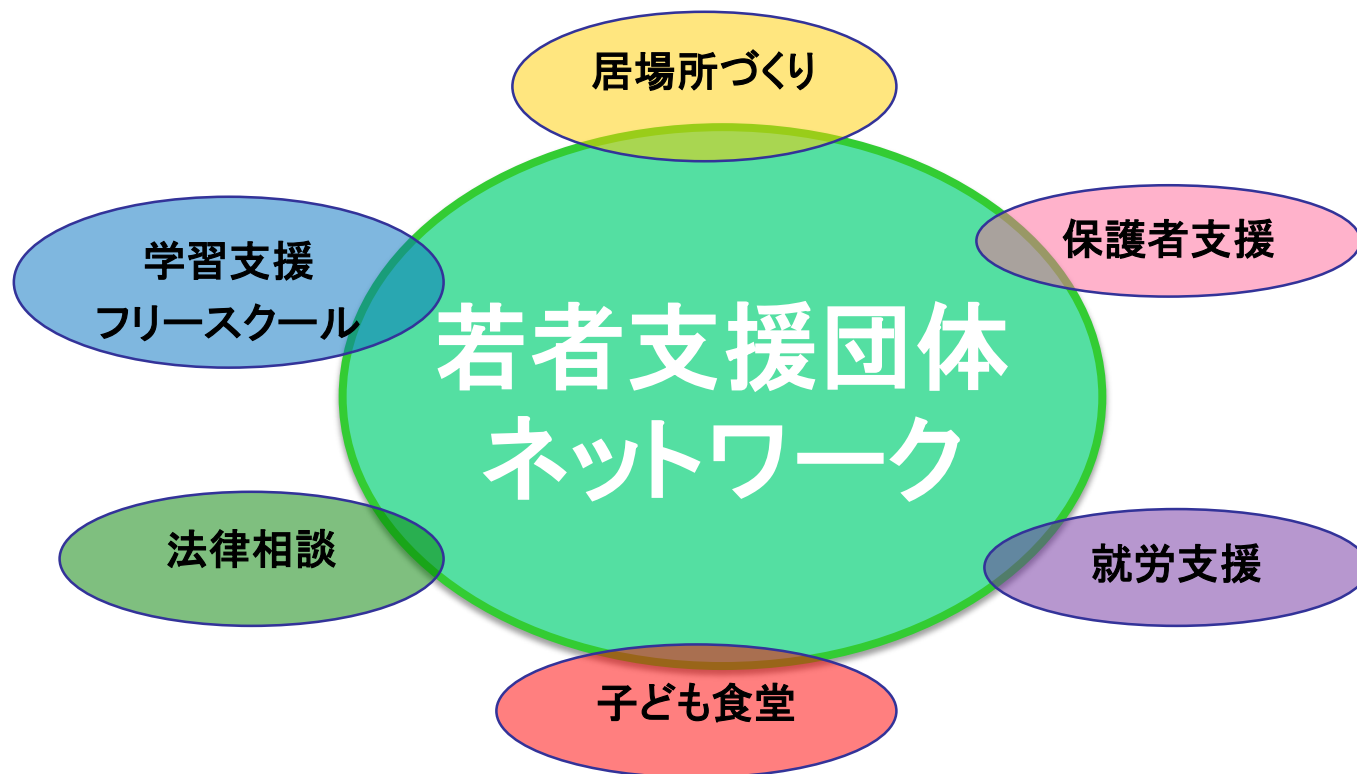 居場所づくり
保護者支援
学習支援
フリースクール
若者支援団体
ネットワーク
法律相談
就労支援
子ども食堂